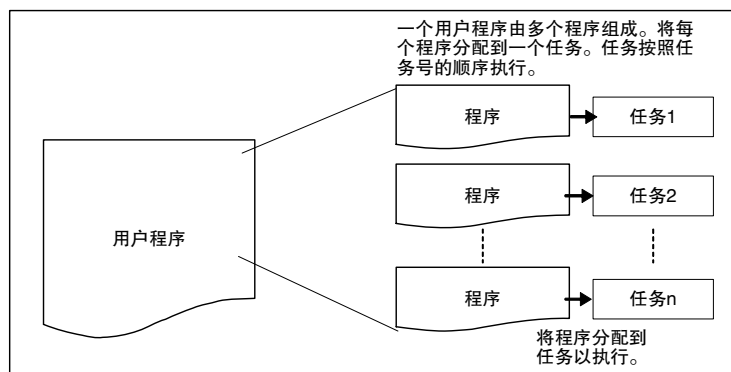 一个用户程序由多个程序组成。将每
个程序分配到一个任务。任务按照任
务号的顺序执行。
程序
任务1
程序
任务2
用户程序
程序
任务n
将程序分配到
任务以执行。